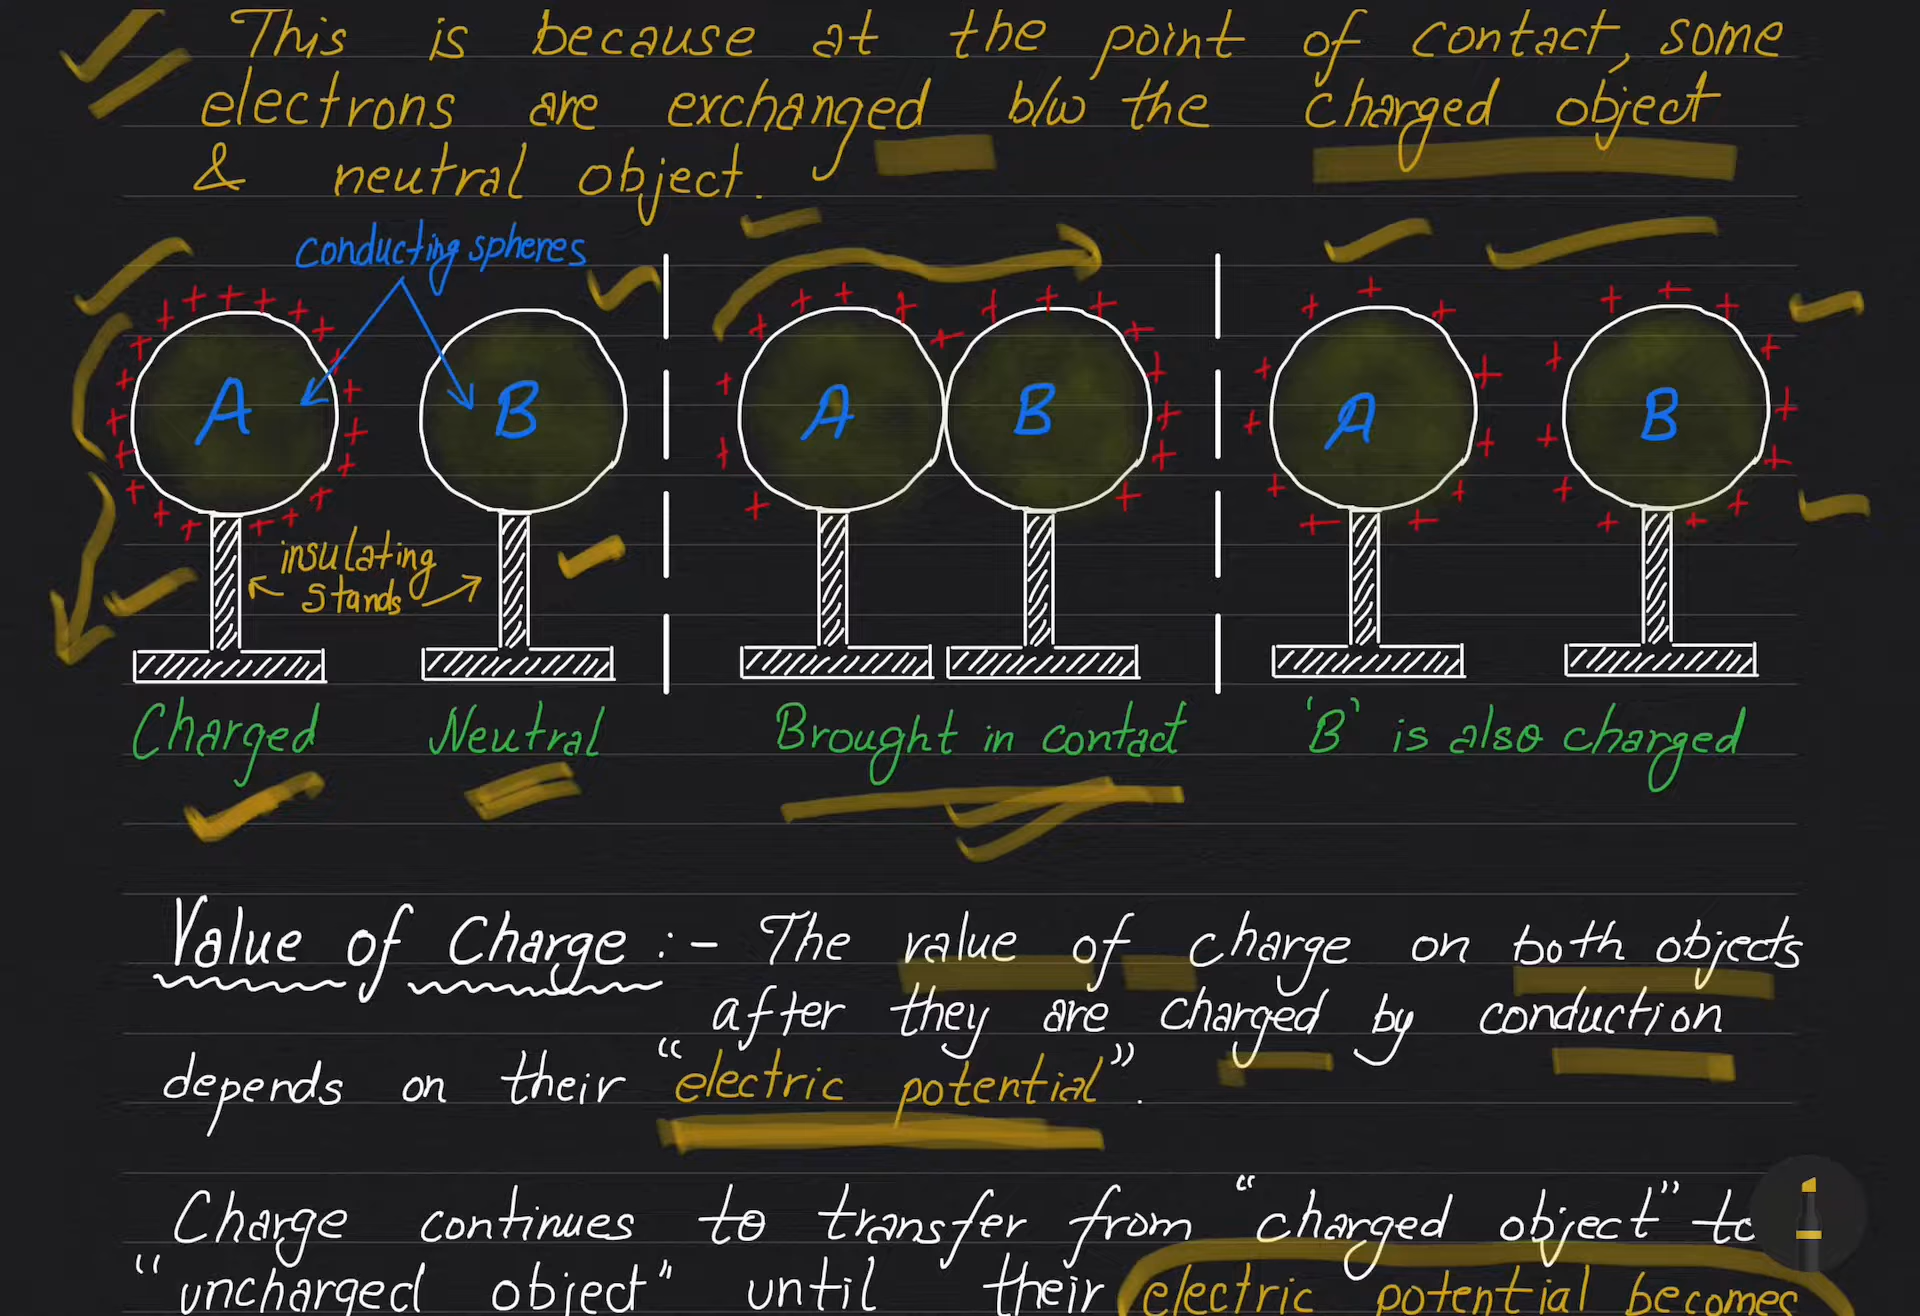 This is because at the point of contact, some
electrons are exchanged b/w the charged object
& neutral object.
conducting spheres
A
B
A
B
A
B
insulating
stands
Charged
Neutral
Brought in contact
'B' is also charged
Value of Charge :- The value of charge on both objects
after they are charged by conduction
depends on their "electric potential".
Charge continues to transfer from "charged object" to
"uncharged object" until their electric potential becomes